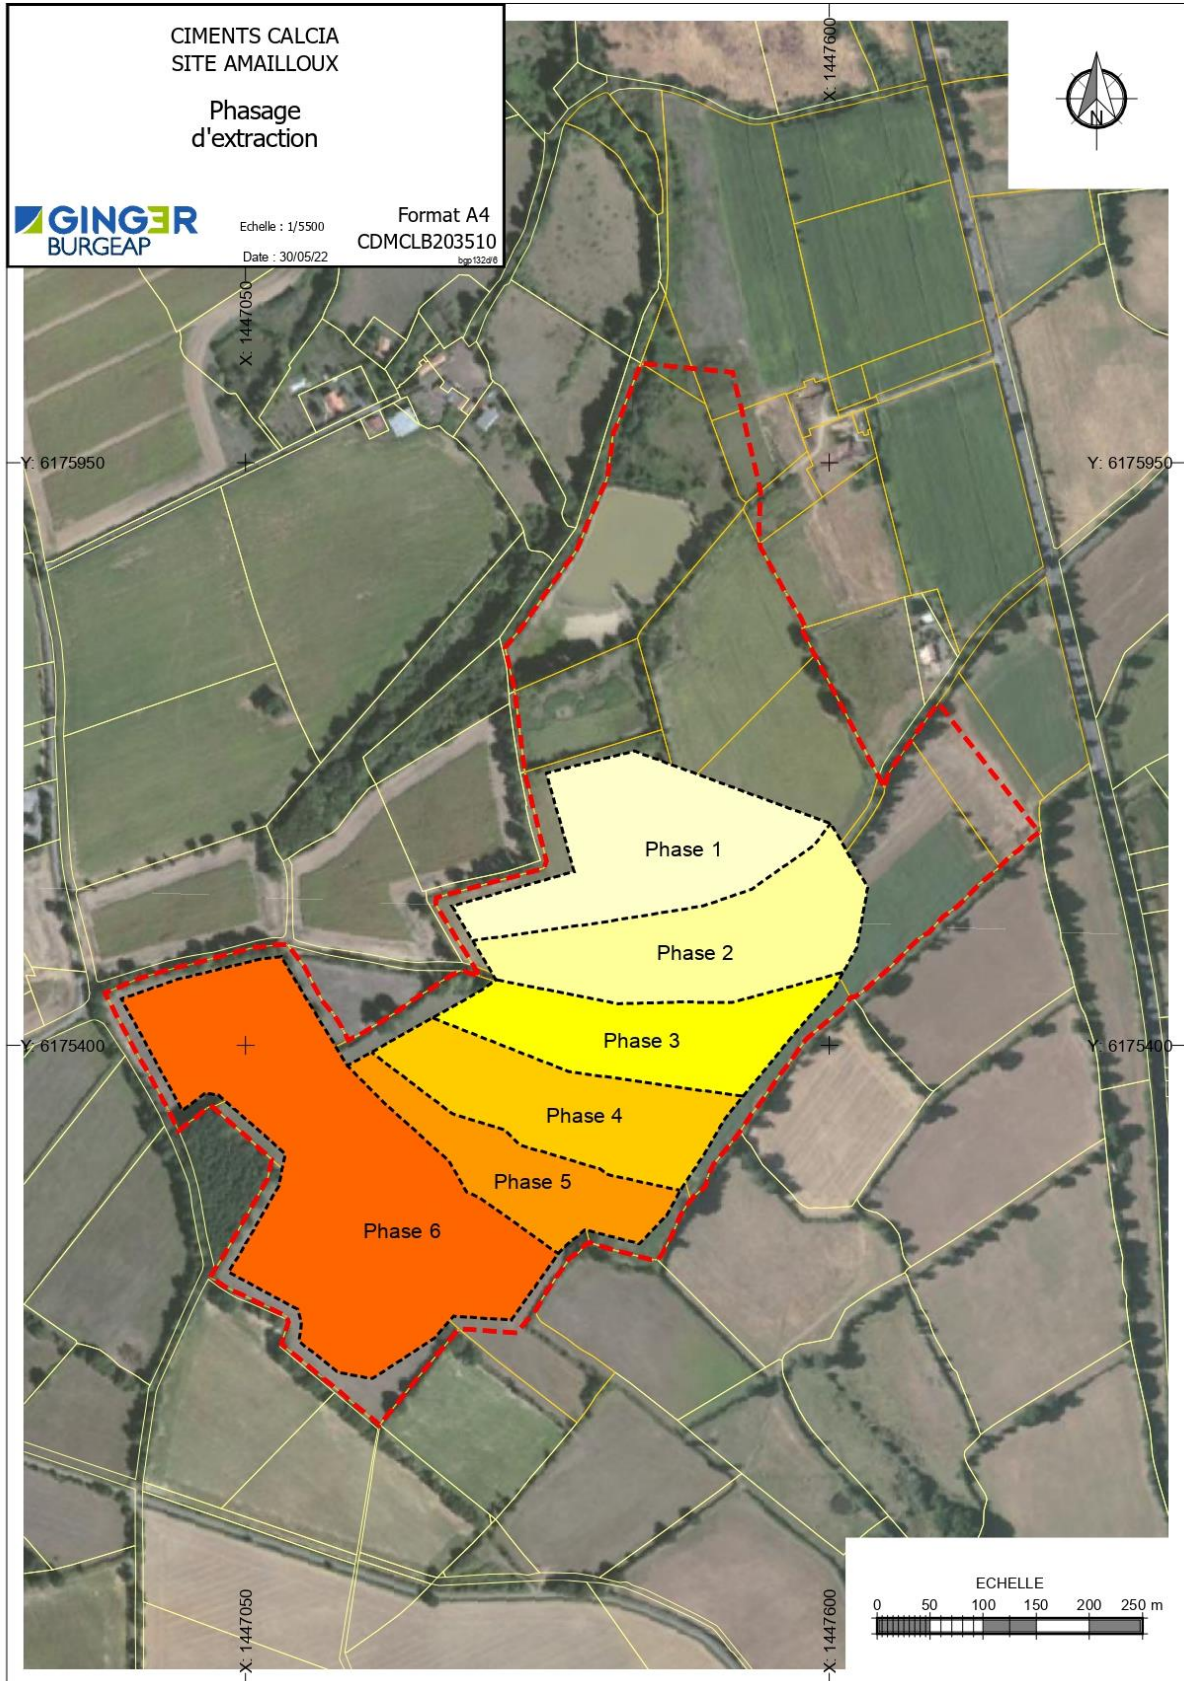 CIMENTS CALCIA
SITE AMAILLOUX
Phasage
d'extraction
GINGER
BURGEAP
Echelle : 1/5500
Date : 30/05/22
Format A4
CDMCLB203510
bgp132d/6
N
X: 1447050
X: 1447600
Y: 6175950
Y: 6175950
Phase 1
Phase 2
Phase 3
Y: 6175400
Y: 6175400
Phase 4
Phase 5
Phase 6
X: 1447050
X: 1447600
ECHELLE
0 50 100 150 200 250 m